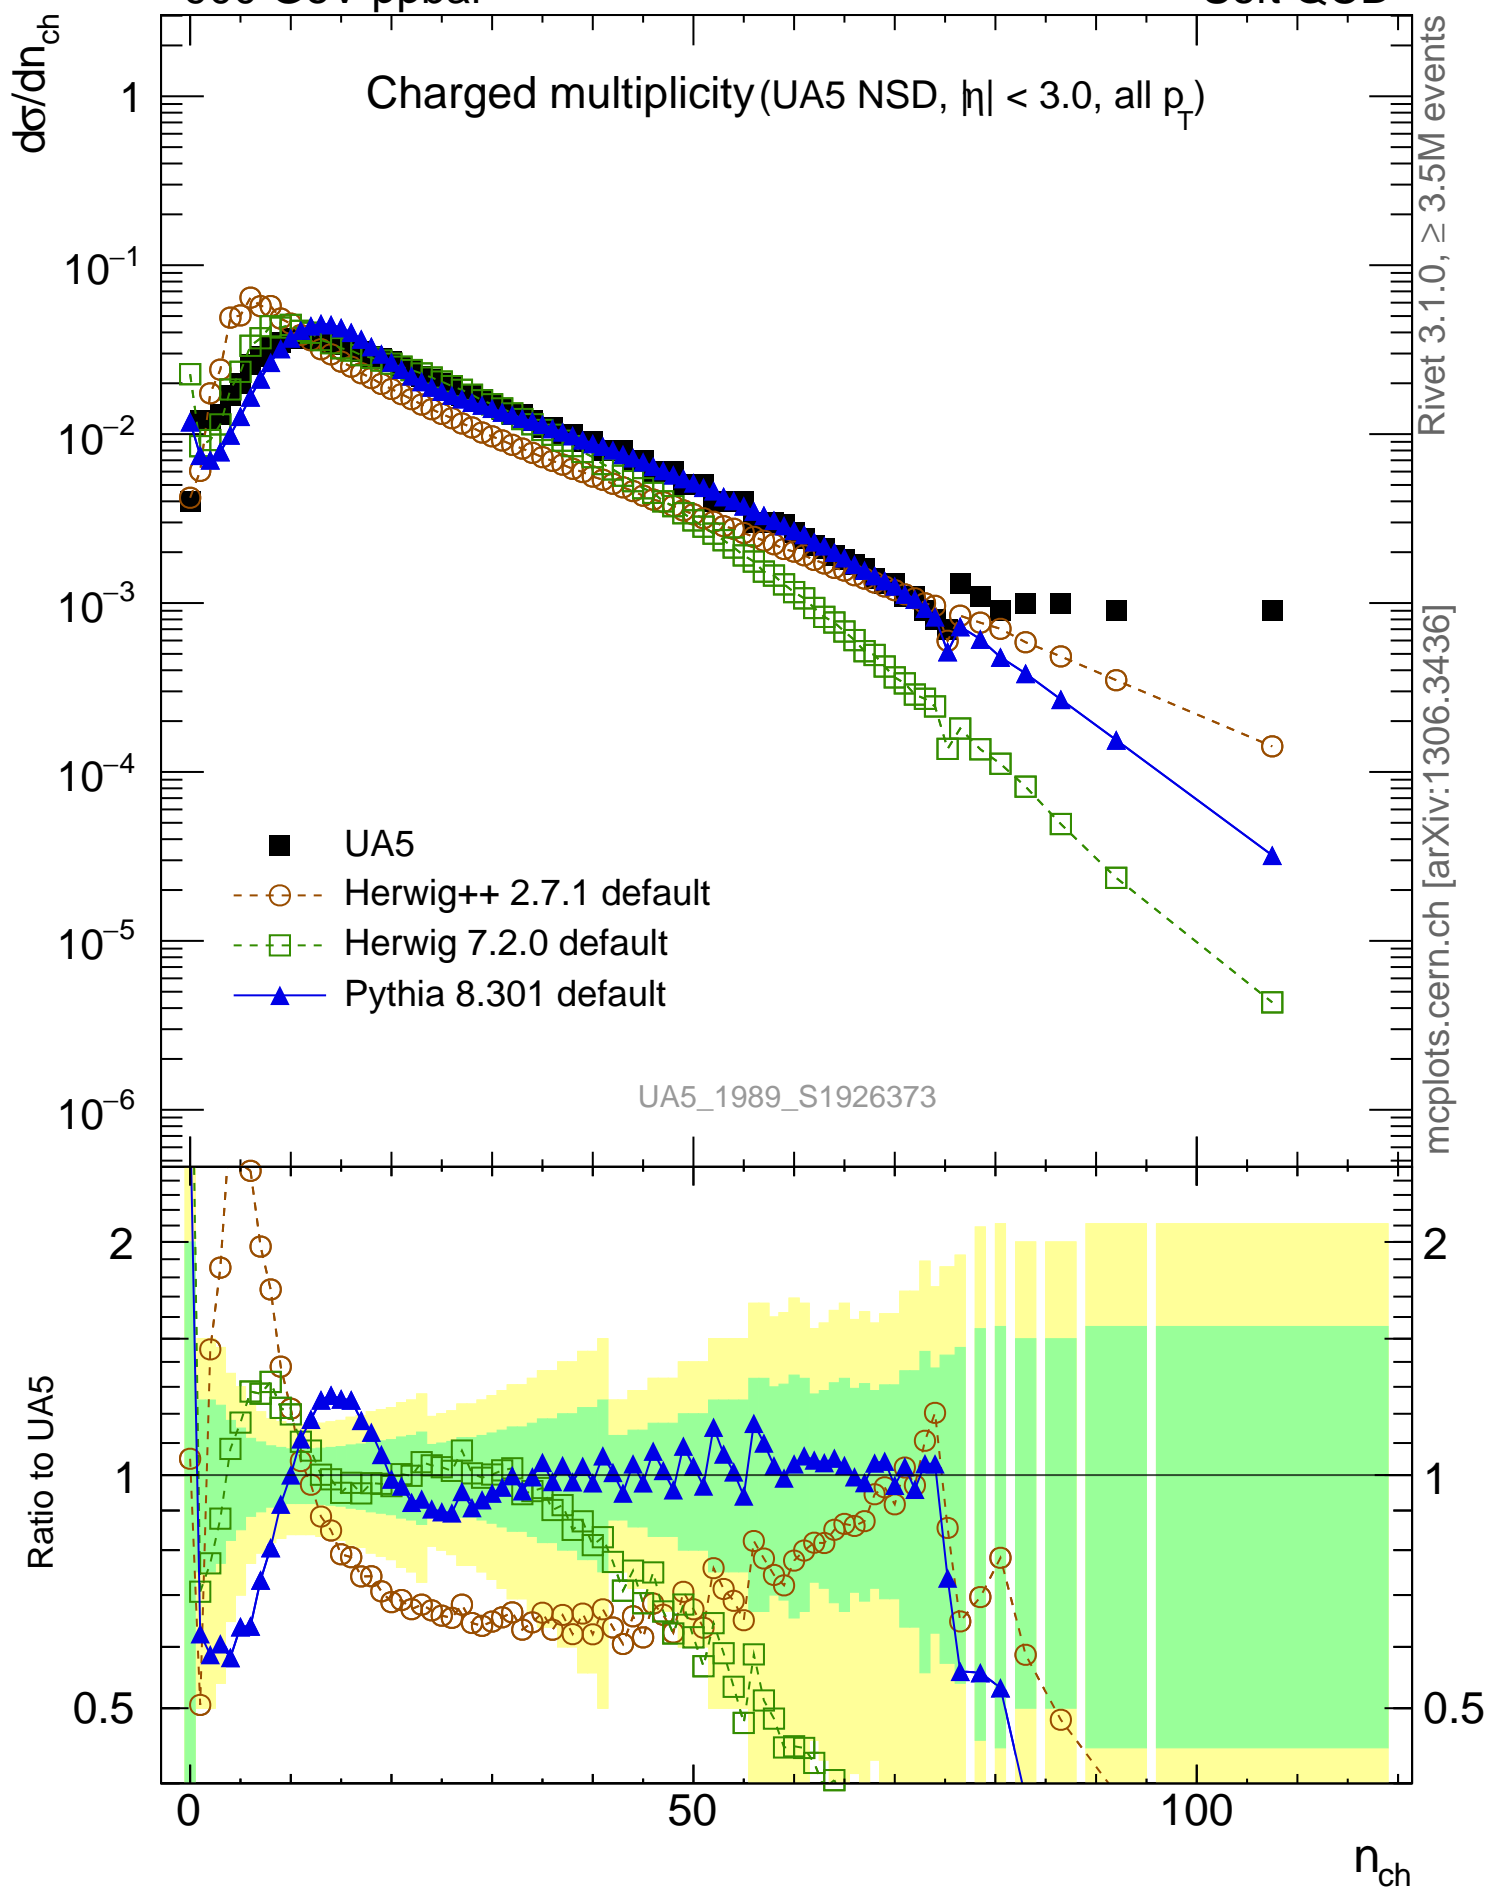 dσ/dn_ch
Charged multiplicity (UA5 NSD, |η| < 3.0, all p_T)
1
10⁻¹
10⁻²
10⁻³
10⁻⁴
10⁻⁵
10⁻⁶
UA5
Herwig++ 2.7.1 default
Herwig 7.2.0 default
Pythia 8.301 default
UA5_1989_S1926373
Rivet 3.1.0, ≥ 3.5M events
mcplots.cern.ch [arXiv:1306.3436]
Ratio to UA5
2
1
0.5
2
1
0.5
0 50 100
n_ch